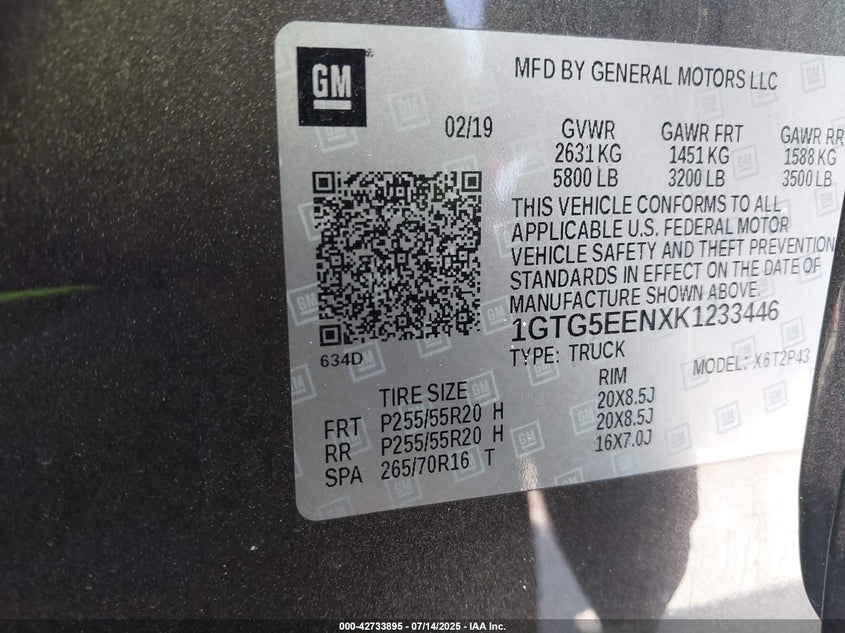 GM
MFD BY GENERAL MOTORS LLC
02/19 GVWR GAWR FRT GAWR RR
2631 KG 1451 KG 1588 KG
5800 LB 3200 LB 3500 LB
THIS VEHICLE CONFORMS TO ALL
APPLICABLE U.S. FEDERAL MOTOR
VEHICLE SAFETY AND THEFT PREVENTION
STANDARDS IN EFFECT ON THE DATE OF
MANUFACTURE SHOWN ABOVE.
1GTG5EENXK1233446
634D
TYPE: TRUCK MODEL: X6T2P43
TIRE SIZE RIM
FRT P255/55R20 H 20X8.5J
RR P255/55R20 H 20X8.5J
SPA 265/70R16 T 16X7.0J
000-42733895 - 07/14/2025 - IAA Inc.